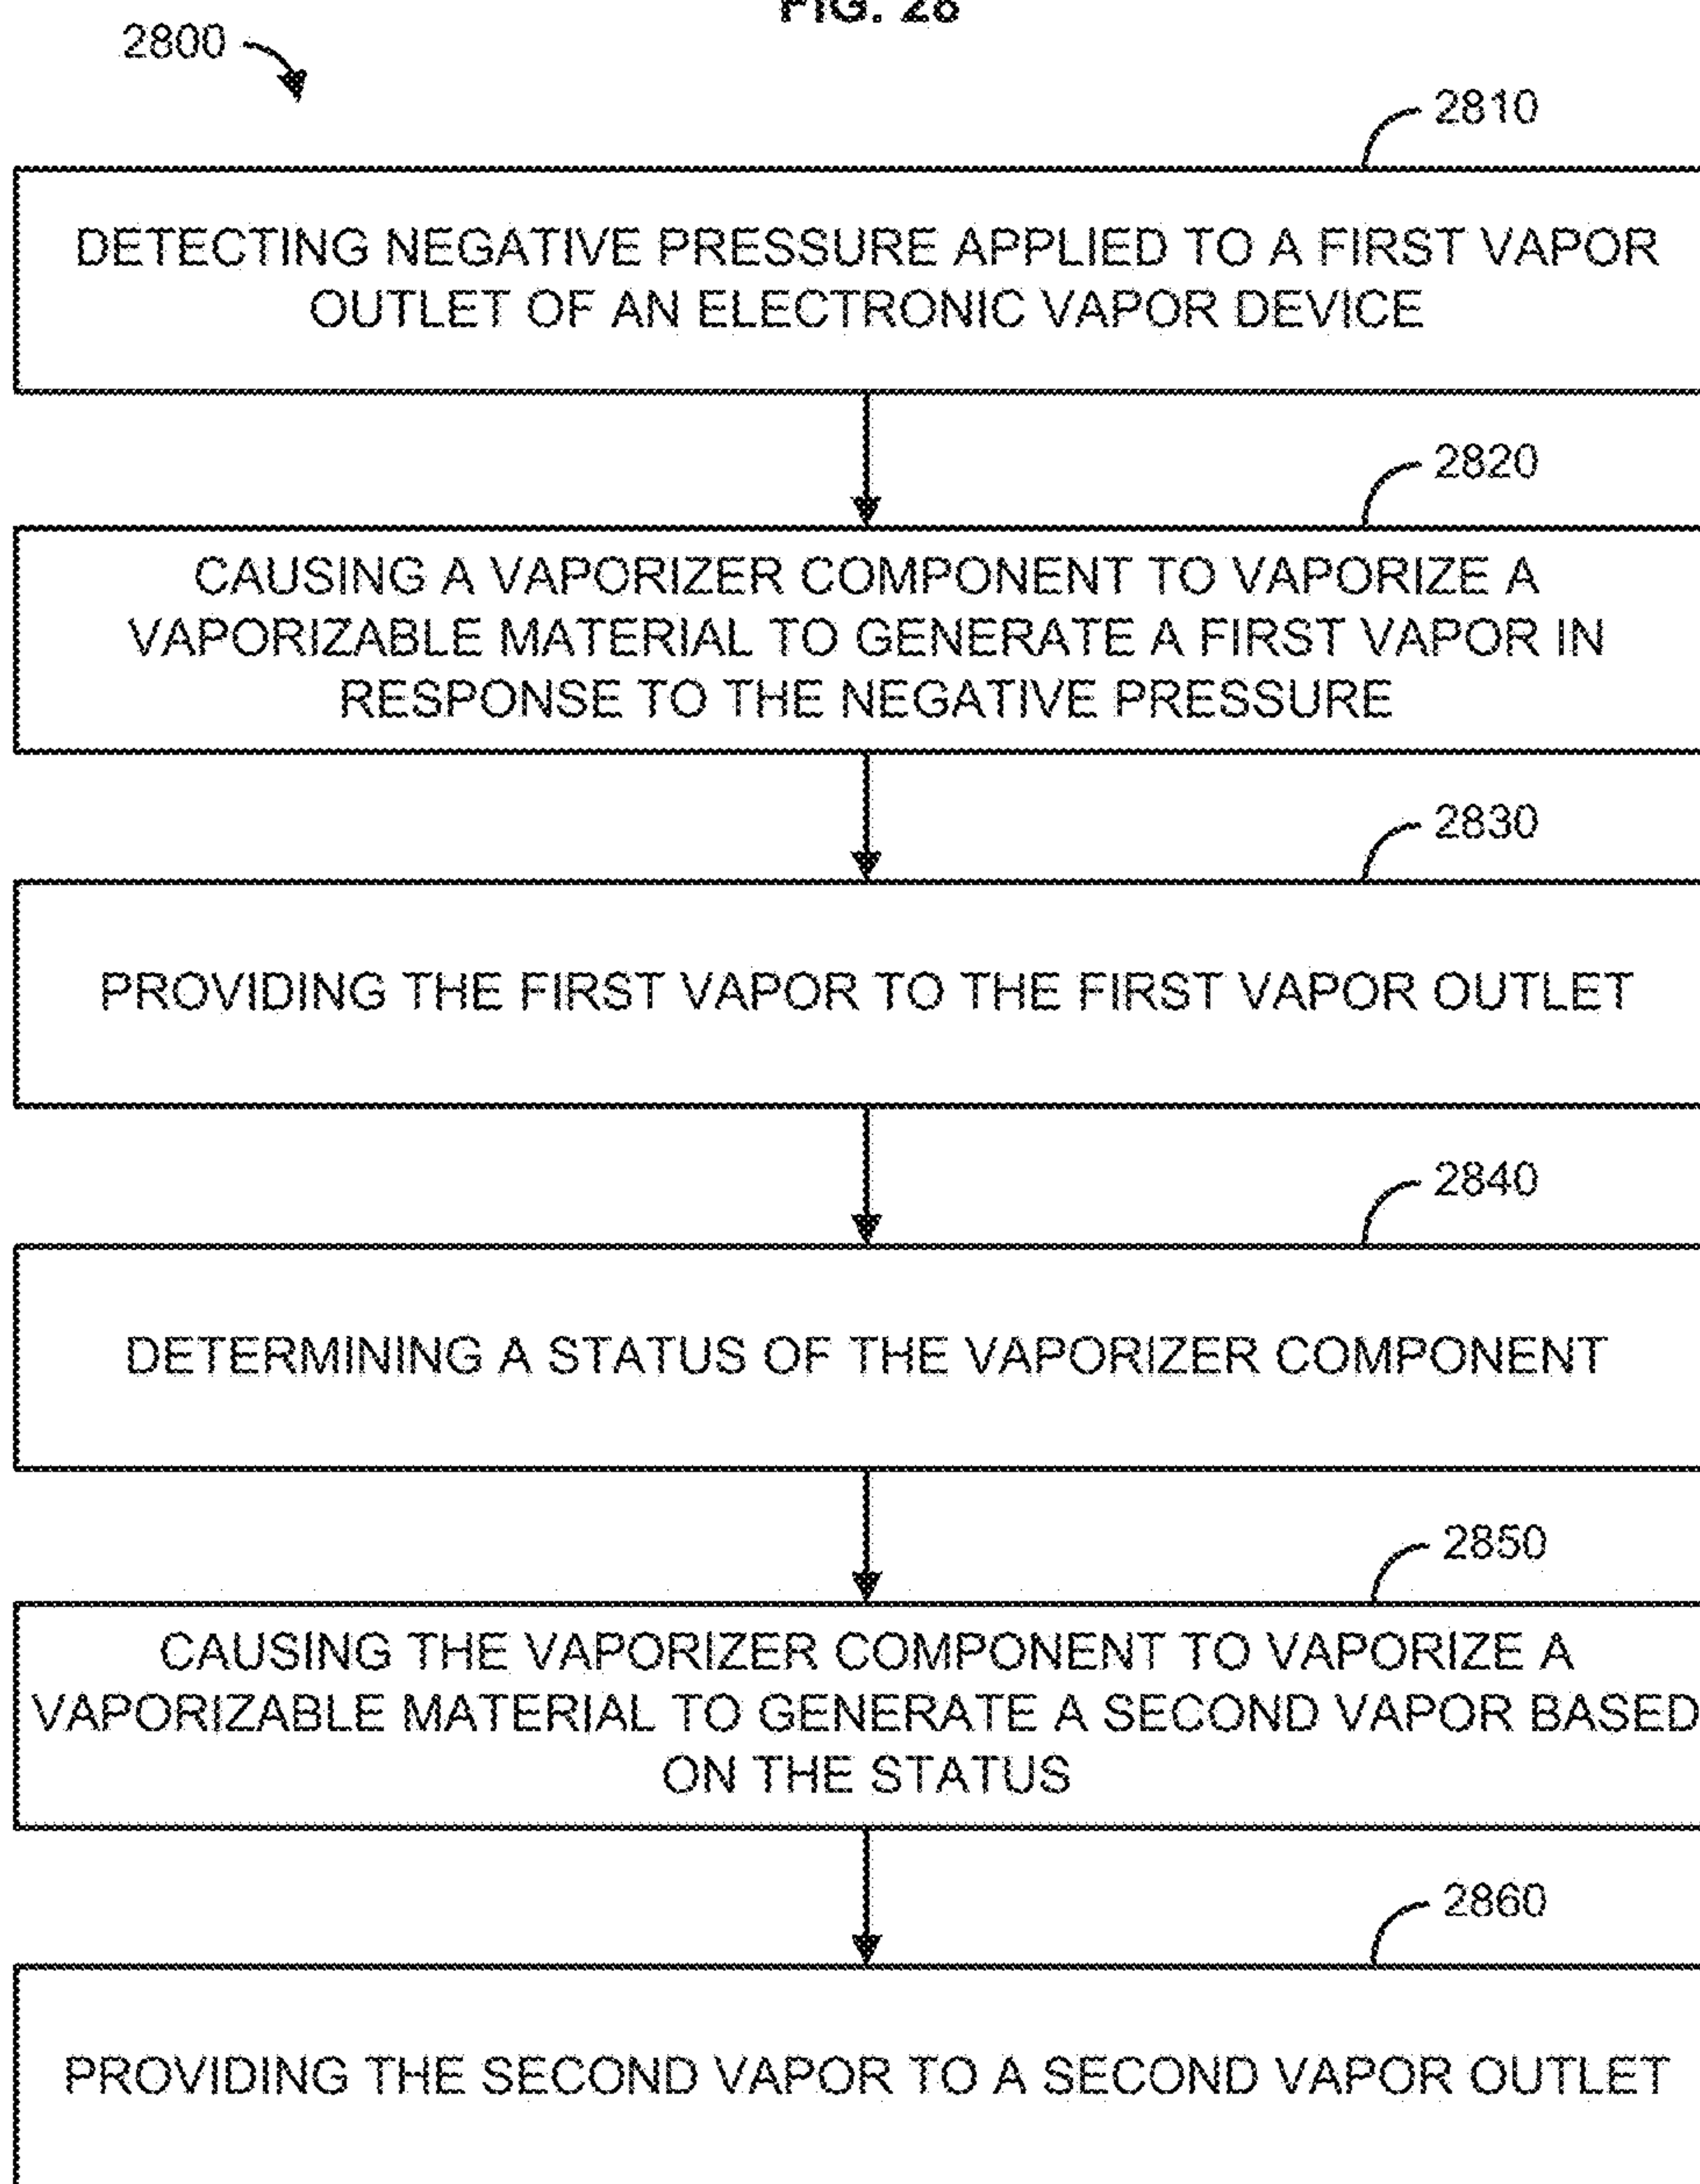 FIG. 28
2800
2810
DETECTING NEGATIVE PRESSURE APPLIED TO A FIRST VAPOR
OUTLET OF AN ELECTRONIC VAPOR DEVICE
2820
CAUSING A VAPORIZER COMPONENT TO VAPORIZE A
VAPORIZABLE MATERIAL TO GENERATE A FIRST VAPOR IN
RESPONSE TO THE NEGATIVE PRESSURE
2830
PROVIDING THE FIRST VAPOR TO THE FIRST VAPOR OUTLET
2840
DETERMINING A STATUS OF THE VAPORIZER COMPONENT
2850
CAUSING THE VAPORIZER COMPONENT TO VAPORIZE A
VAPORIZABLE MATERIAL TO GENERATE A SECOND VAPOR BASED
ON THE STATUS
2860
PROVIDING THE SECOND VAPOR TO A SECOND VAPOR OUTLET